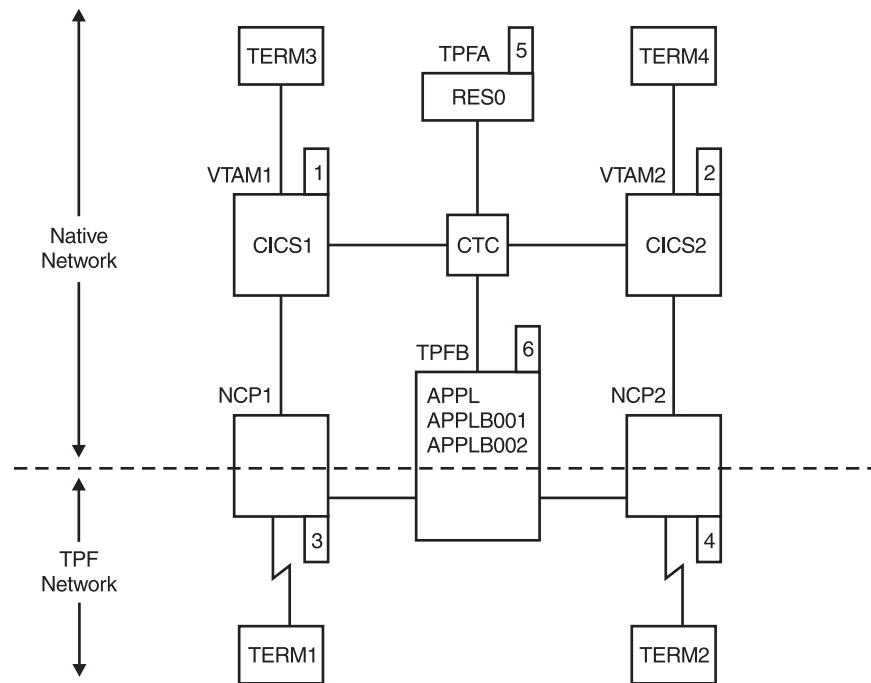 TERM3
TPFA
5
TERM4
RES0
VTAM1
1
VTAM2
2
Native
Network
CICS1
CTC
CICS2
TPFB
6
NCP1
APPL
APPLB001
APPLB002
NCP2
TPF
Network
3
4
TERM1
TERM2